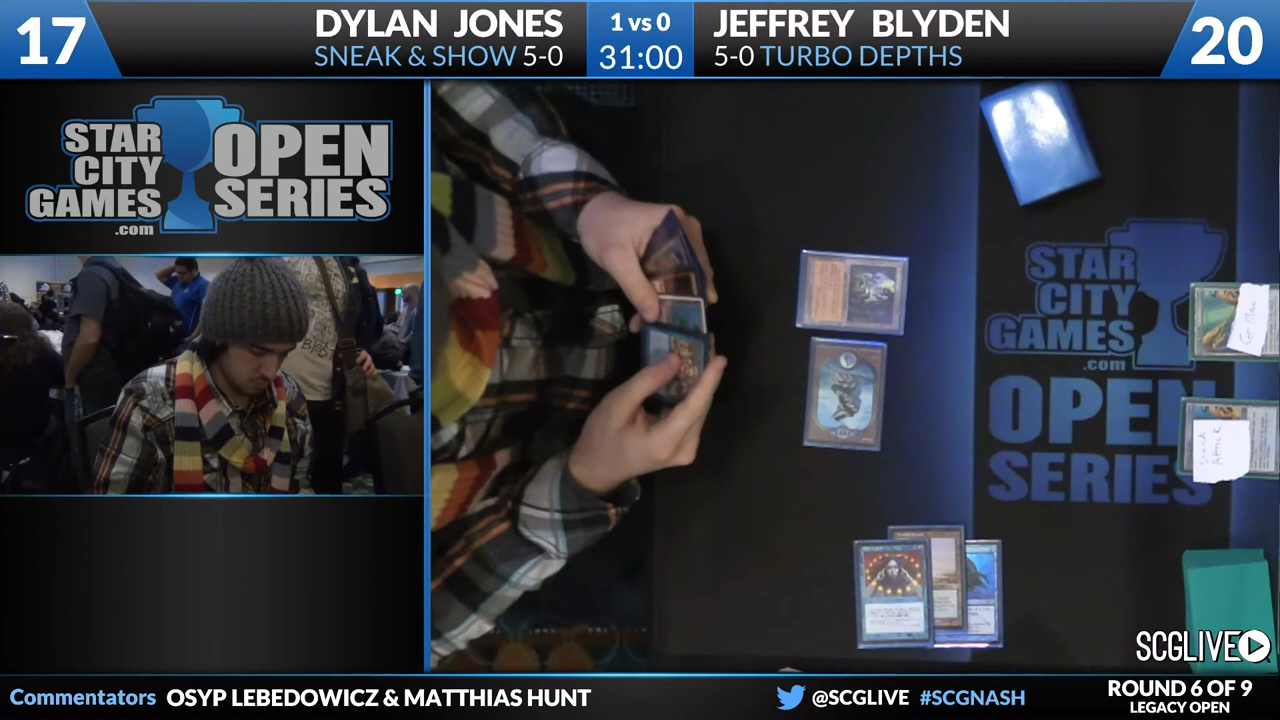 17
DYLAN JONES
SNEAK & SHOW 5-0
1 vs 0
31:00
JEFFREY BLYDEN
5-0 TURBO DEPTHS
20
STAR
CITY
GAMES
.com
OPEN
SERIES
STAR
CITY
GAMES
.com
OPEN
SERIES
SCGLIVE
Commentators OSYP LEBEDOWICZ & MATTHIAS HUNT
@SCGLIVE #SCGNASH
ROUND 6 OF 9
LEGACY OPEN